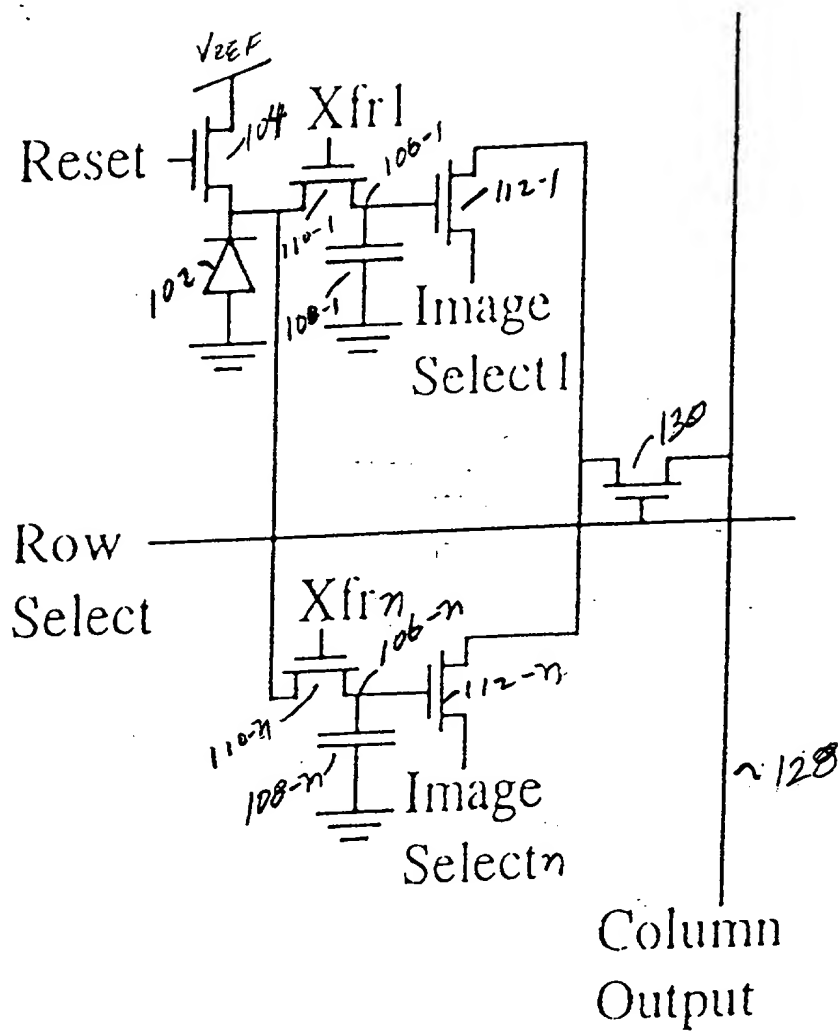 VREF
104
Xfr1
106-1
Reset
112-1
110-1
102
108-1
Image
Select1
130
Row
Select
Xfrn
106-n
112-n
110-n
108-n
~128
Image
Selectn
Column
Output